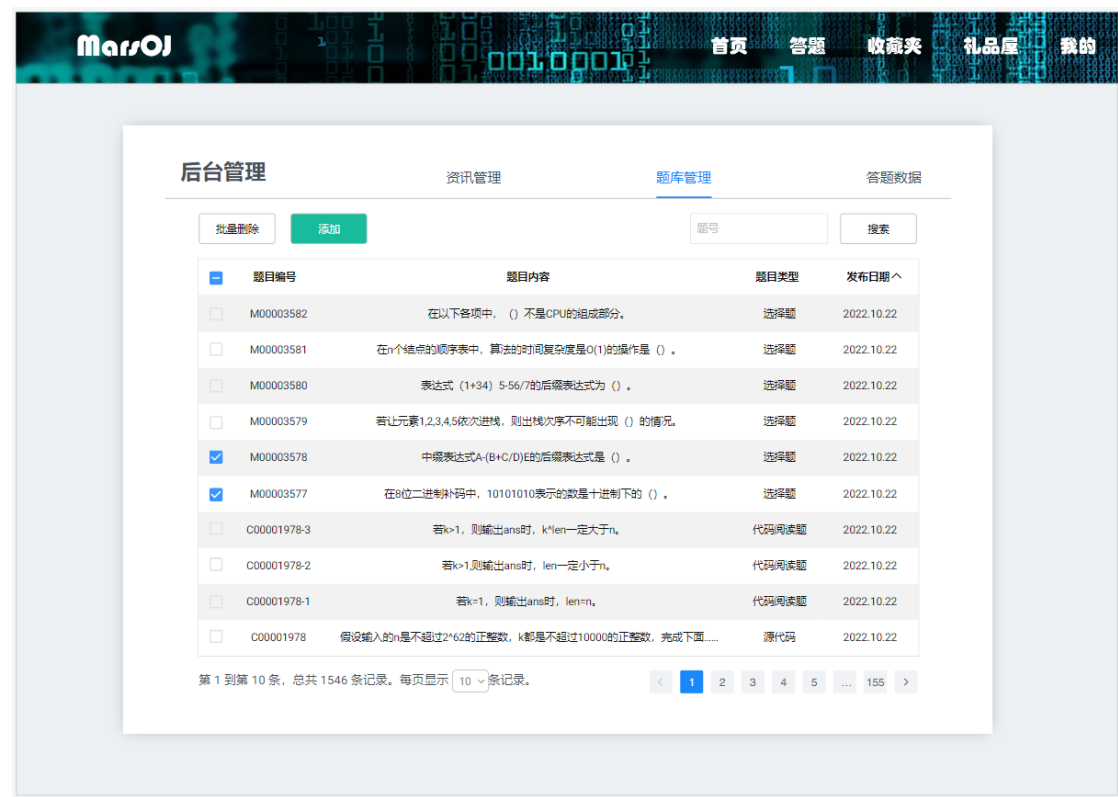 MarsOJ 首页 答题 收藏夹 礼品屋 我的
后台管理 资讯管理 题库管理 答题数据
批量删除 添加 题号 搜索
题目编号 题目内容 题目类型 发布日期
M00003582 在以下各项中，（）不是CPU的组成部分。 选择题 2022.10.22
M00003581 在n个结点的顺序表中，算法的时间复杂度是O(1)的操作是（）。 选择题 2022.10.22
M00003580 表达式（1+34）5-56/7的后缀表达式为（）。 选择题 2022.10.22
M00003579 若让元素1,2,3,4,5依次进栈，则出栈次序不可能出现（）的情况。 选择题 2022.10.22
M00003578 中缀表达式A-(B+C/D)E的后缀表达式是（）。 选择题 2022.10.22
M00003577 在8位二进制补码中，10101010表示的数是十进制下的（）。 选择题 2022.10.22
C00001978-3 若k>1，则输出ans时，k^len一定大于n。 代码阅读题 2022.10.22
C00001978-2 若k>1,则输出ans时，len一定小于n。 代码阅读题 2022.10.22
C00001978-1 若k=1，则输出ans时，len=n。 代码阅读题 2022.10.22
C00001978 假设输入的n是不超过2^62的正整数，k都是不超过10000的正整数，完成下面...... 源代码 2022.10.22
第 1 到第 10 条，总共 1546 条记录。每页显示 10 条记录。 < 1 2 3 4 5 ... 155 >